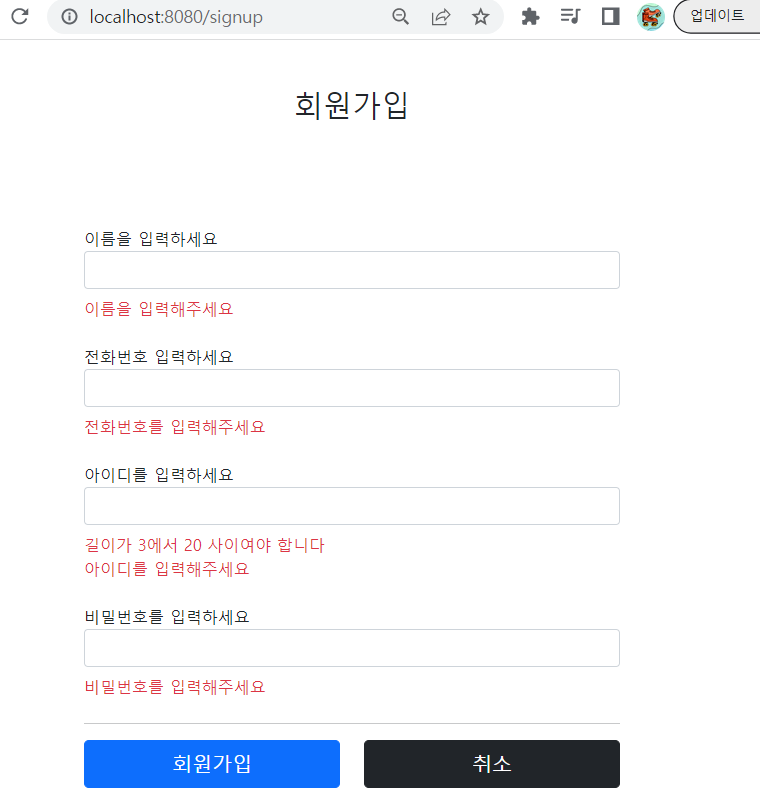 localhost:8080/signup
업데이트
회원가입
이름을 입력하세요
이름을 입력해주세요
전화번호 입력하세요
전화번호를 입력해주세요
아이디를 입력하세요
길이가 3에서 20 사이여야 합니다
아이디를 입력해주세요
비밀번호를 입력하세요
비밀번호를 입력해주세요
회원가입 취소